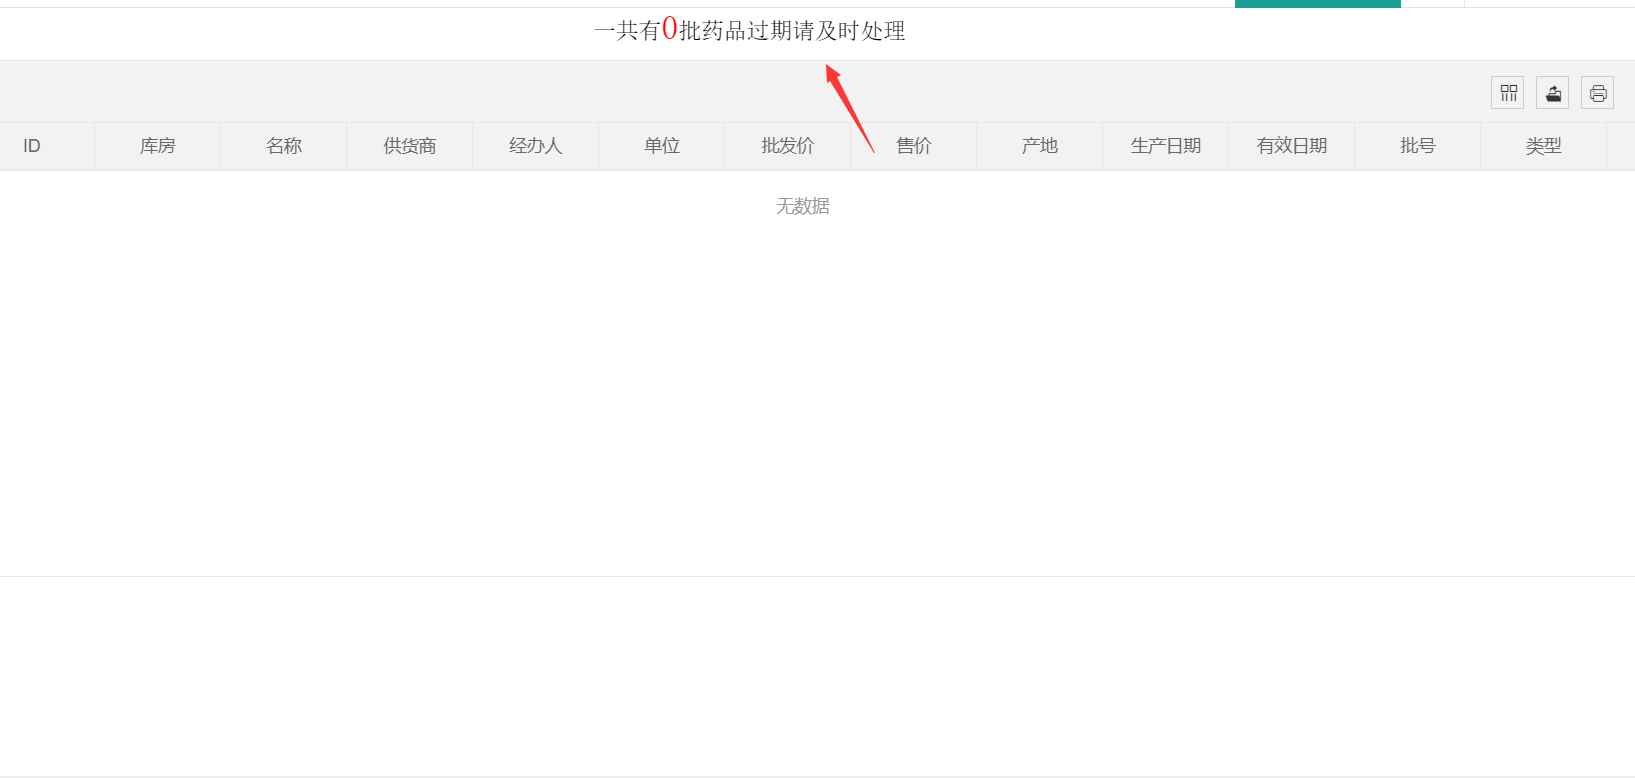 一共有0批药品过期请及时处理
ID 库房 名称 供货商 经办人 单位 批发价 售价 产地 生产日期 有效日期 批号 类型
无数据